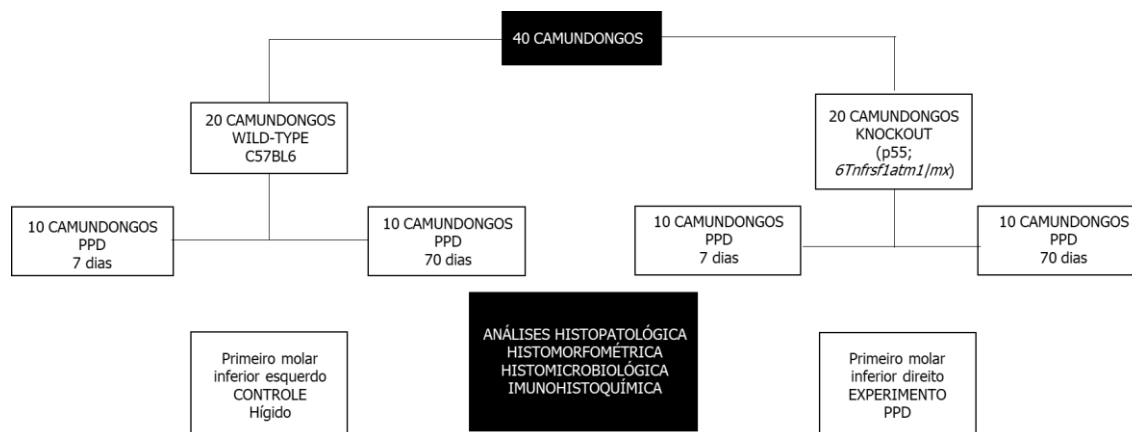 40 CAMUNDONGOS
20 CAMUNDONGOS
WILD-TYPE
C57BL6
20 CAMUNDONGOS
KNOCKOUT
(p55;
6Tnfrsf1atm1|mx)
10 CAMUNDONGOS
PPD
7 dias
10 CAMUNDONGOS
PPD
70 dias
10 CAMUNDONGOS
PPD
7 dias
10 CAMUNDONGOS
PPD
70 dias
Primeiro molar
inferior esquerdo
CONTROLE
Hígido
ANÁLISES HISTOPATOLÓGICA
HISTOMORFOMÉTRICA
HISTOMICROBIOLÓGICA
IMUNOHISTOQUÍMICA
Primeiro molar
inferior direito
EXPERIMENTO
PPD